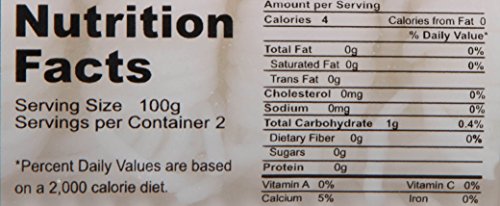 Nutrition
Facts
Serving Size 100g
Servings per Container 2
*Percent Daily Values are based
on a 2,000 calorie diet.
Amount per Serving
Calories 4 Calories from Fat 0
% Daily Value*
Total Fat 0g 0%
Saturated Fat 0g 0%
Trans Fat 0g
Cholesterol 0mg 0%
Sodium 0mg 0%
Total Carbohydrate 1g 0.4%
Dietary Fiber 0g 0%
Sugars 0g
Protein 0g
Vitamin A 0% Vitamin C 0%
Calcium 5% Iron 0%